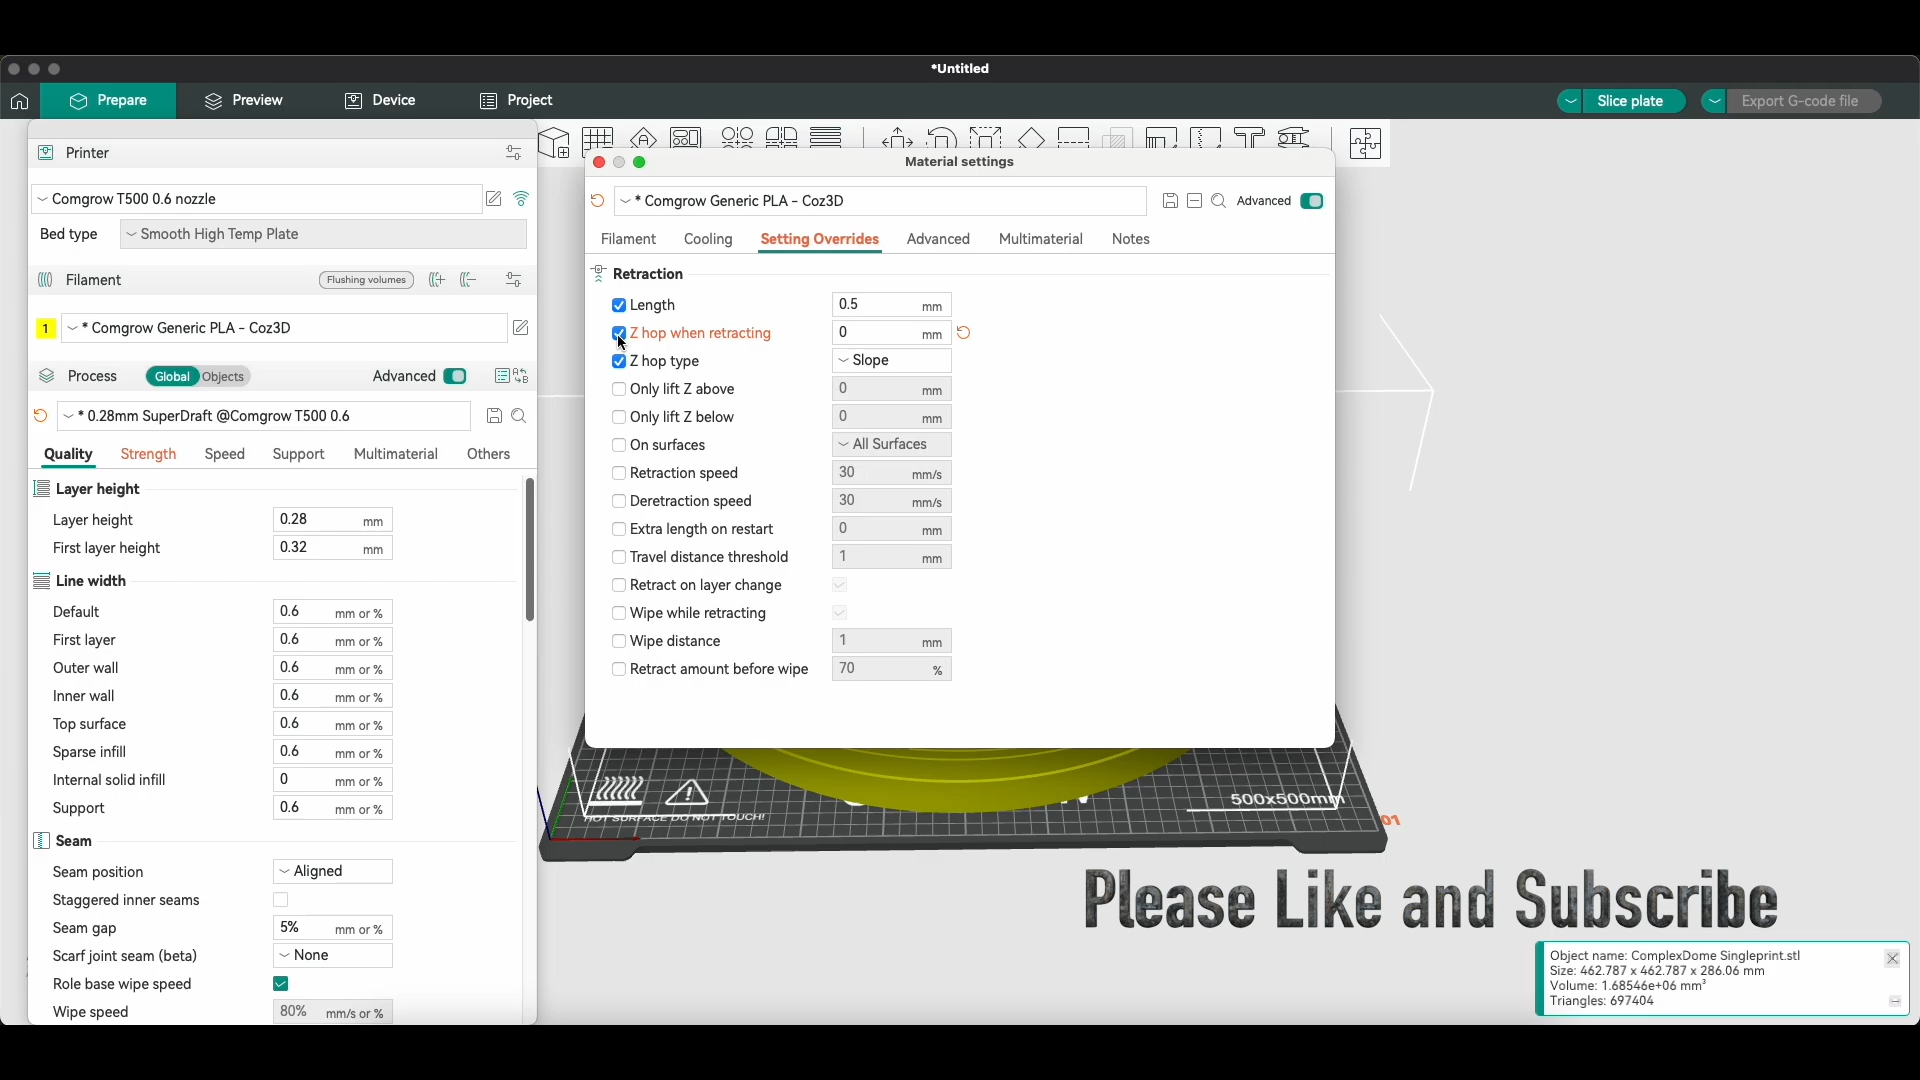 *Untitled
Prepare
Preview
Device
Project
Slice plate
Export G-code file
Printer
Comgrow T500 0.6 nozzle
Bed type
Smooth High Temp Plate
Filament
Flushing volumes
1
* Comgrow Generic PLA - Coz3D
Process
Global
Objects
Advanced
* 0.28mm SuperDraft @Comgrow T500 0.6
Quality
Strength
Speed
Support
Multimaterial
Others
Layer height
Layer height 0.28 mm
First layer height 0.32 mm
Line width
Default 0.6 mm or %
First layer 0.6 mm or %
Outer wall 0.6 mm or %
Inner wall 0.6 mm or %
Top surface 0.6 mm or %
Sparse infill 0.6 mm or %
Internal solid infill 0 mm or %
Support 0.6 mm or %
Seam
Seam position Aligned
Staggered inner seams
Seam gap 5% mm or %
Scarf joint seam (beta) None
Role base wipe speed
Wipe speed 80% mm/s or %
Material settings
* Comgrow Generic PLA - Coz3D
Advanced
Filament
Cooling
Setting Overrides
Advanced
Multimaterial
Notes
Retraction
Length 0.5 mm
Z hop when retracting 0 mm
Z hop type Slope
Only lift Z above 0 mm
Only lift Z below 0 mm
On surfaces All Surfaces
Retraction speed 30 mm/s
Deretraction speed 30 mm/s
Extra length on restart 0 mm
Travel distance threshold 1 mm
Retract on layer change
Wipe while retracting
Wipe distance 1 mm
Retract amount before wipe 70 %
500x500mm
HOT SURFACE DO NOT TOUCH!
01
Please Like and Subscribe
Object name: ComplexDome Singleprint.stl
Size: 462.787 x 462.787 x 286.06 mm
Volume: 1.68546e+06 mm³
Triangles: 697404